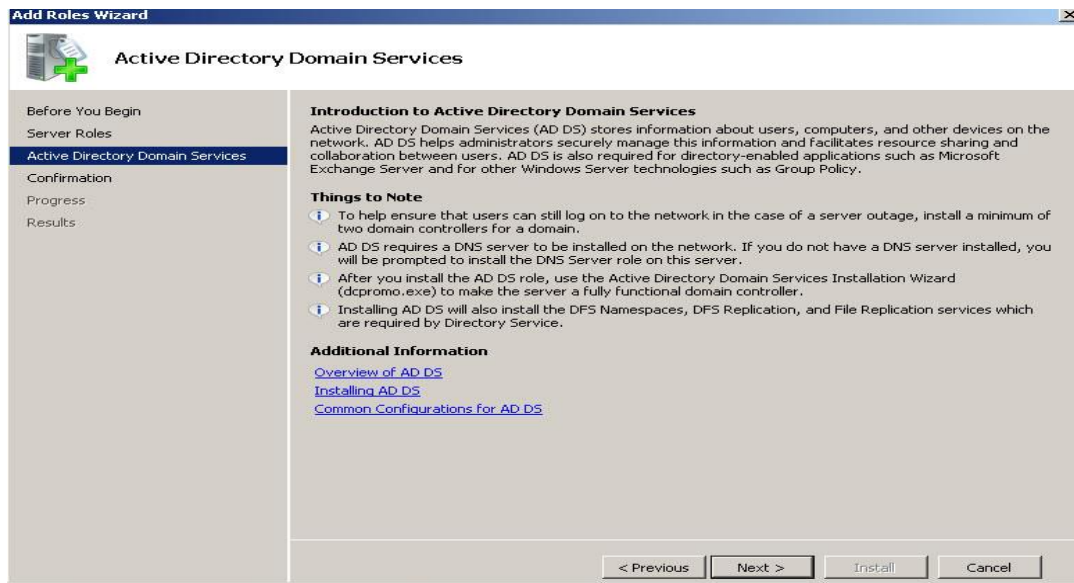 Add Roles Wizard
Active Directory Domain Services
Before You Begin
Server Roles
Active Directory Domain Services
Confirmation
Progress
Results
Introduction to Active Directory Domain Services
Active Directory Domain Services (AD DS) stores information about users, computers, and other devices on the
network. AD DS helps administrators securely manage this information and facilitates resource sharing and
collaboration between users. AD DS is also required for directory-enabled applications such as Microsoft
Exchange Server and for other Windows Server technologies such as Group Policy.
Things to Note
To help ensure that users can still log on to the network in the case of a server outage, install a minimum of
two domain controllers for a domain.
AD DS requires a DNS server to be installed on the network. If you do not have a DNS server installed, you
will be prompted to install the DNS Server role on this server.
After you install the AD DS role, use the Active Directory Domain Services Installation Wizard
(dcpromo.exe) to make the server a fully functional domain controller.
Installing AD DS will also install the DFS Namespaces, DFS Replication, and File Replication services which
are required by Directory Service.
Additional Information
Overview of AD DS
Installing AD DS
Common Configurations for AD DS
< Previous Next > Install Cancel